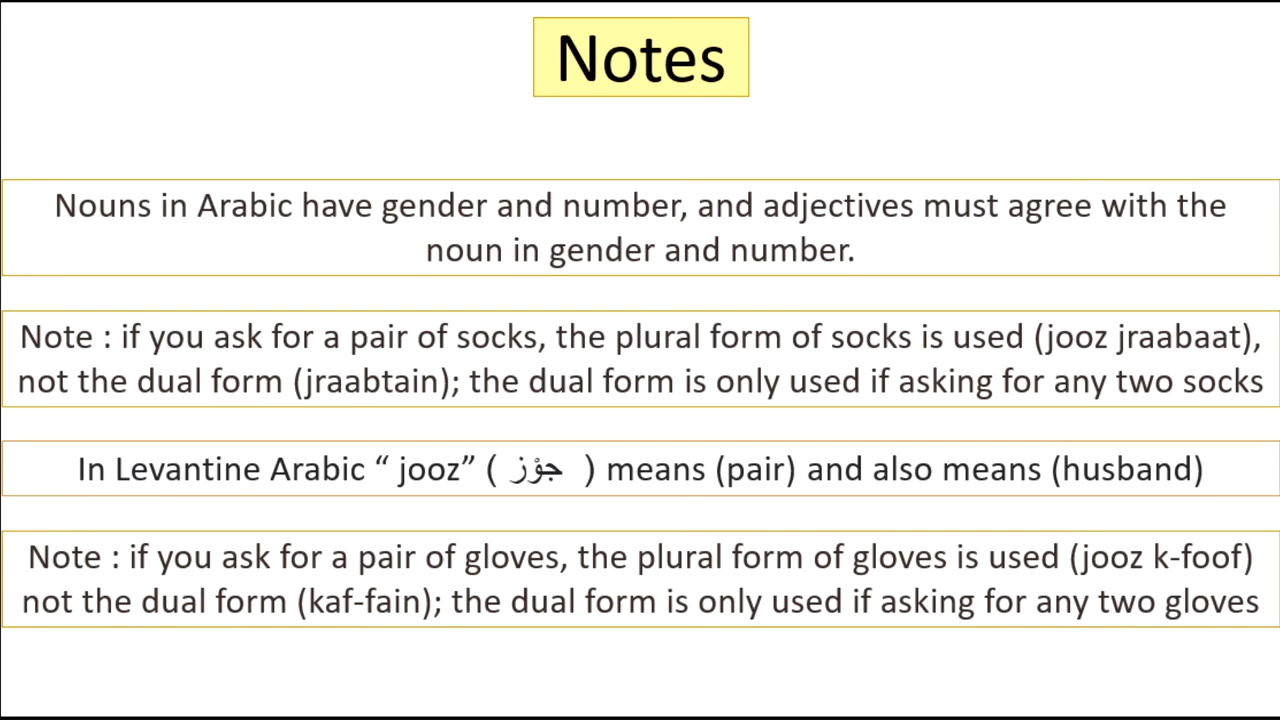 Notes
Nouns in Arabic have gender and number, and adjectives must agree with the
noun in gender and number.
Note : if you ask for a pair of socks, the plural form of socks is used (jooz jraabaat),
not the dual form (jraabtain); the dual form is only used if asking for any two socks
In Levantine Arabic “ jooz” ( جوْز ) means (pair) and also means (husband)
Note : if you ask for a pair of gloves, the plural form of gloves is used (jooz k-foof)
not the dual form (kaf-fain); the dual form is only used if asking for any two gloves